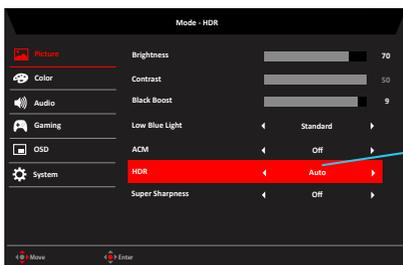 Mode - HDR
Picture
Brightness 70
Color
Contrast 50
Audio
Black Boost 9
Gaming
Low Blue Light Standard
OSD
ACM Off
System
HDR Auto
Super Sharpness Off
Move Enter